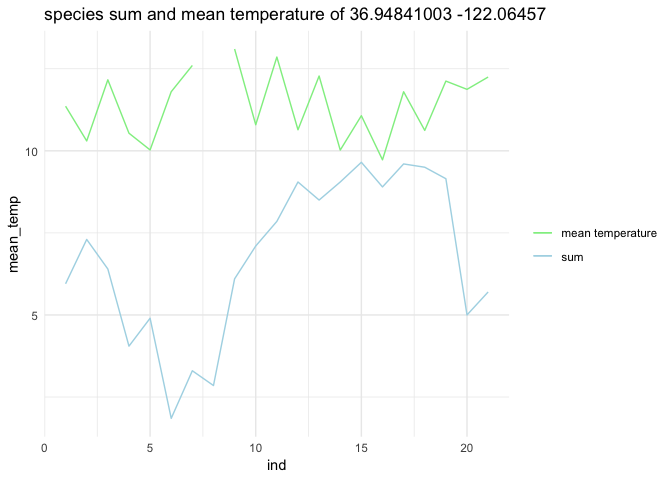 species sum and mean temperature of 36.94841003 -122.06457
mean_temp
10
5
0
5
10
15
20
ind
mean temperature
sum